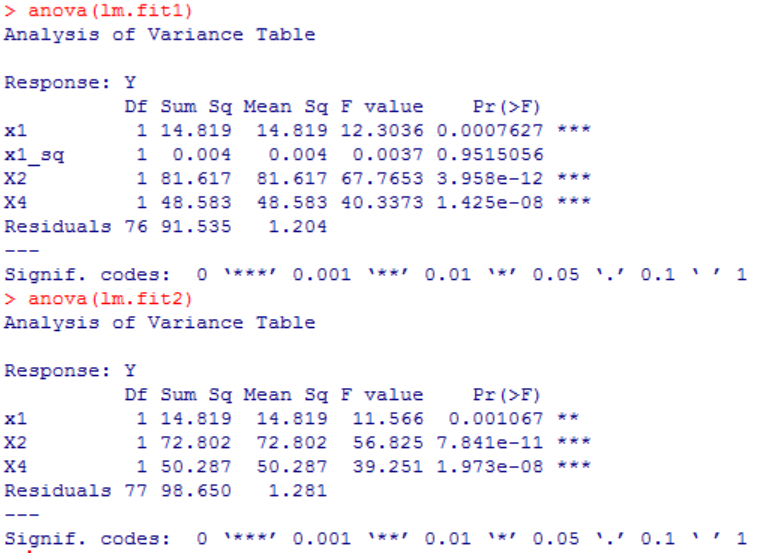 > anova(lm.fit1)
Analysis of Variance Table

Response: Y
          Df Sum Sq Mean Sq F value    Pr(>F)
x1         1 14.819  14.819 12.3036 0.0007627 ***
x1_sq      1  0.004   0.004  0.0037 0.9515056
X2         1 81.617  81.617 67.7653 3.958e-12 ***
X4         1 48.583  48.583 40.3373 1.425e-08 ***
Residuals 76 91.535   1.204
---
Signif. codes:  0 ‘***’ 0.001 ‘**’ 0.01 ‘*’ 0.05 ‘.’ 0.1 ‘ ’ 1
> anova(lm.fit2)
Analysis of Variance Table

Response: Y
          Df Sum Sq Mean Sq F value    Pr(>F)
x1         1 14.819  14.819  11.566  0.001067 **
X2         1 72.802  72.802  56.825 7.841e-11 ***
X4         1 50.287  50.287  39.251 1.973e-08 ***
Residuals 77 98.650   1.281
---
Signif. codes:  0 ‘***’ 0.001 ‘**’ 0.01 ‘*’ 0.05 ‘.’ 0.1 ‘ ’ 1